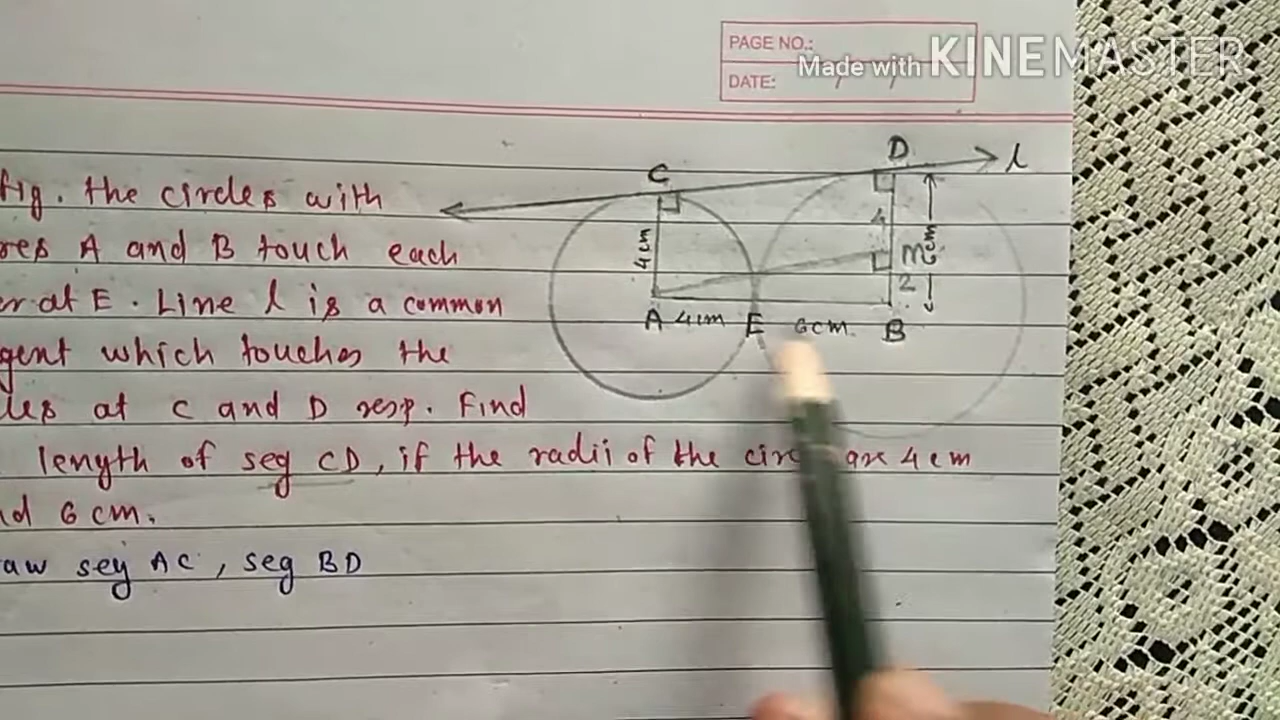 PAGE NO.:
DATE:
Made with KINEMASTER
fig. the circles with
res A and B touch each
er at E. Line l is a common
gent which touches the
les at C and D resp. Find
length of seg CD, if the radii of the circ are 4 cm
nd 6 cm.
aw seg AC, seg BD
D
l
C
4cm
4
M
6cm
2
A 4cm E 6cm. B